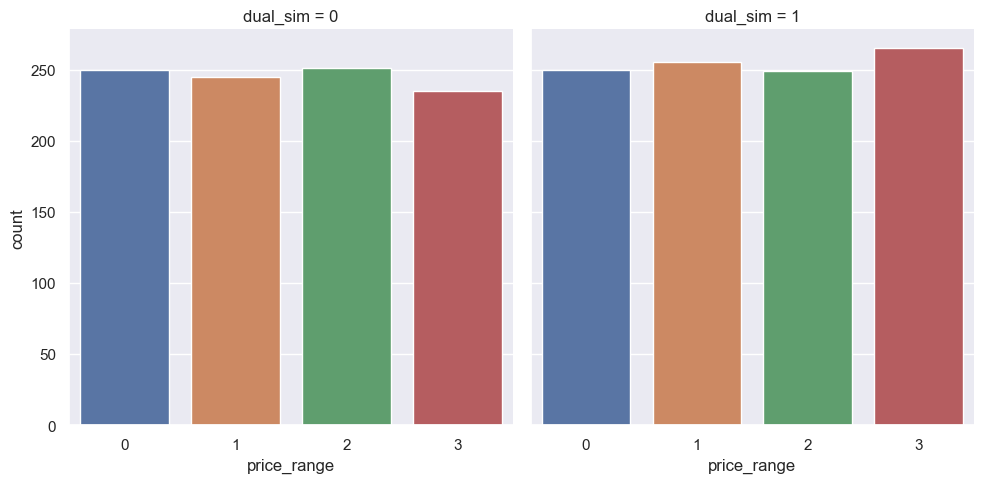 dual_sim = 0
dual_sim = 1
250
200
150
100
50
0
count
0 1 2 3
price_range
0 1 2 3
price_range